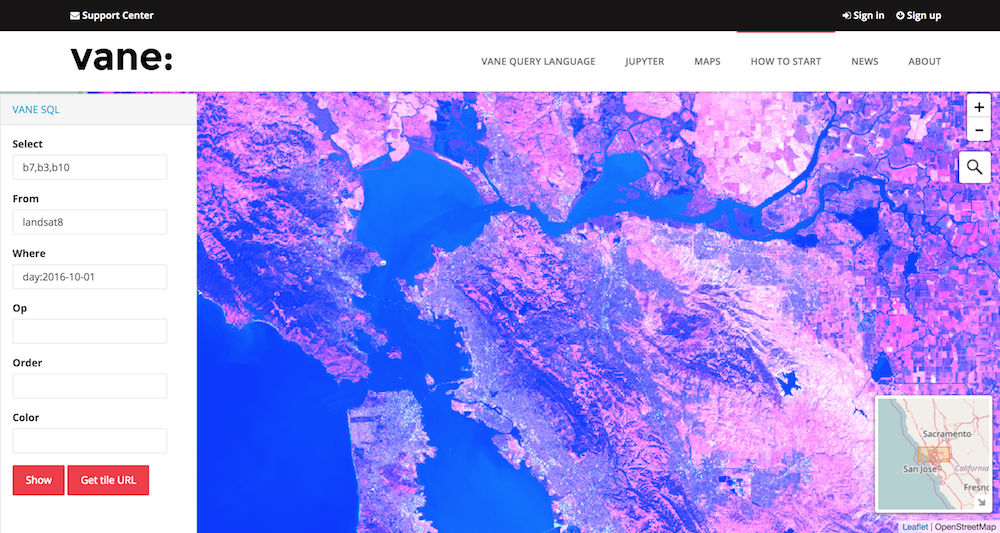 Support Center
Sign in Sign up
vane:
VANE QUERY LANGUAGE JUPYTER MAPS HOW TO START NEWS ABOUT
VANE SQL
Select
b7,b3,b10
From
landsat8
Where
day:2016-10-01
Op
Order
Color
Show Get tile URL
+
-
Sacramento
San Jose
California
Fresno
Leaflet | OpenStreetMap